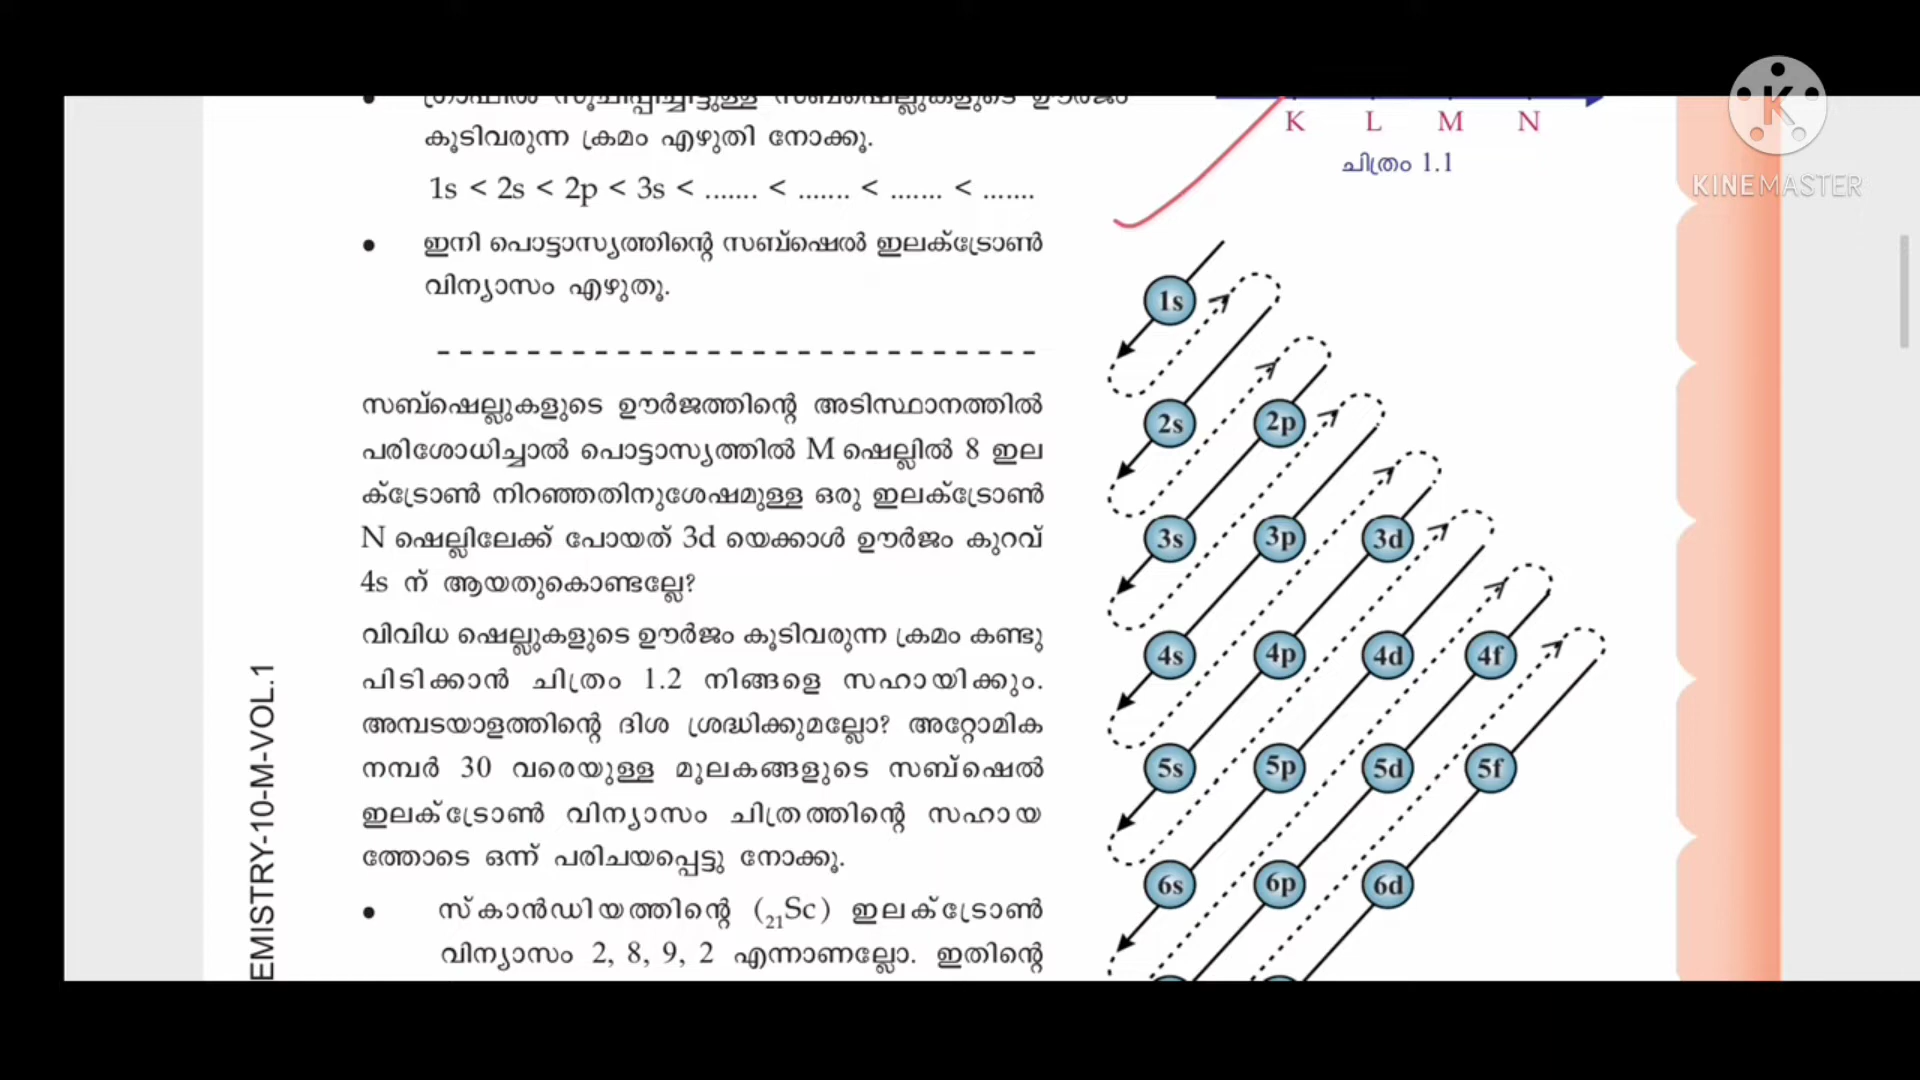 ഗ്രാഫിൽ സൂചിപ്പിച്ചിട്ടുള്ള സബ്ഷെല്ലുകളുടെ ഊർജം
കൂടിവരുന്ന ക്രമം എഴുതി നോക്കൂ.
1s < 2s < 2p < 3s < ....... < ....... < ....... < .......
• ഇനി പൊട്ടാസ്യത്തിന്റെ സബ്ഷെൽ ഇലക്ട്രോൺ
വിന്യാസം എഴുതൂ.
സബ്ഷെല്ലുകളുടെ ഊർജത്തിന്റെ അടിസ്ഥാനത്തിൽ
പരിശോധിച്ചാൽ പൊട്ടാസ്യത്തിൽ M ഷെല്ലിൽ 8 ഇല
ക്ട്രോൺ നിറഞ്ഞതിനുശേഷമുള്ള ഒരു ഇലക്ട്രോൺ
N ഷെല്ലിലേക്ക് പോയത് 3d യെക്കാൾ ഊർജം കുറവ്
4s ന് ആയതുകൊണ്ടല്ലേ?
വിവിധ ഷെല്ലുകളുടെ ഊർജം കൂടിവരുന്ന ക്രമം കണ്ടു
പിടിക്കാൻ ചിത്രം 1.2 നിങ്ങളെ സഹായിക്കും.
അമ്പടയാളത്തിന്റെ ദിശ ശ്രദ്ധിക്കുമല്ലോ? അറ്റോമിക
നമ്പർ 30 വരെയുള്ള മൂലകങ്ങളുടെ സബ്ഷെൽ
ഇലക്ട്രോൺ വിന്യാസം ചിത്രത്തിന്റെ സഹായ
ത്തോടെ ഒന്ന് പരിചയപ്പെട്ടു നോക്കൂ.
• സ്കാൻഡിയത്തിന്റെ (₂₁Sc) ഇലക്ട്രോൺ
വിന്യാസം 2, 8, 9, 2 എന്നാണല്ലോ. ഇതിന്റെ
EMISTRY-10-M-VOL.1
K L M N
ചിത്രം 1.1
1s
2s 2p
3s 3p 3d
4s 4p 4d 4f
5s 5p 5d 5f
6s 6p 6d
K
KINEMASTER